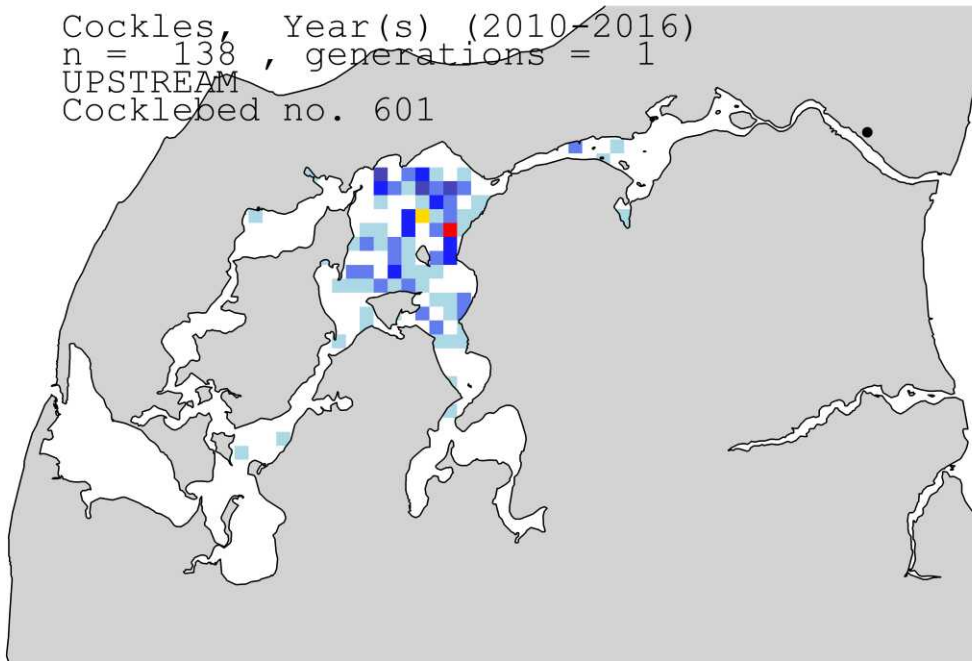 Cockles,  Year(s) (2010-2016)
n =  138 , generations =  1
UPSTREAM
Cocklebed no. 601